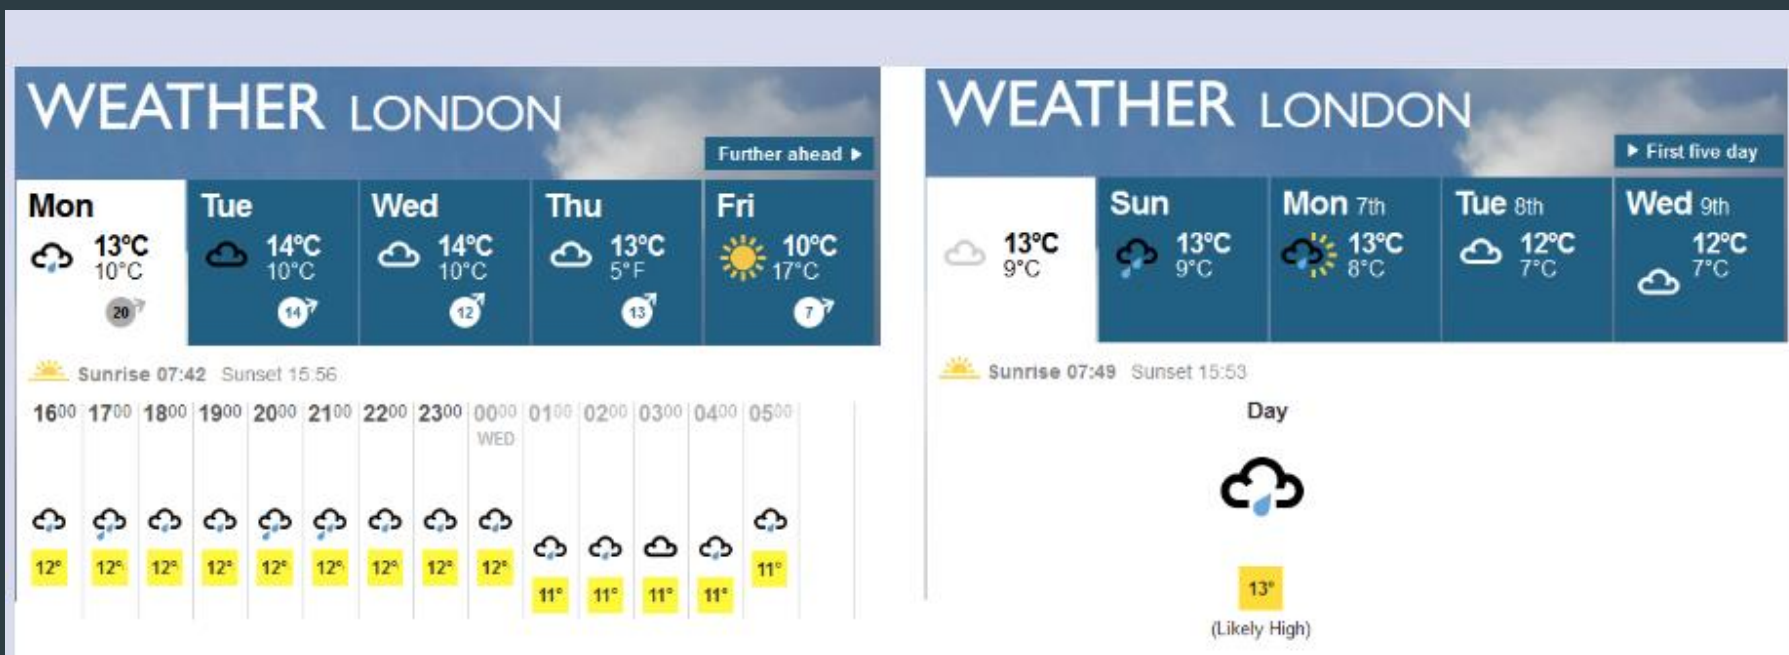 WEATHER LONDON
Further ahead
Mon
13°C
10°C
20
Tue
14°C
10°C
14
Wed
14°C
10°C
12
Thu
13°C
5°F
13
Fri
10°C
17°C
7
Sunrise 07:42 Sunset 15:56
1600 1700 1800 1900 2000 2100 2200 2300 0000 0100 0200 0300 0400 0500
WED
12° 12° 12° 12° 12° 12° 12° 12° 12° 11°
11° 11° 11° 11°
WEATHER LONDON
First five day
13°C
9°C
Sun
13°C
9°C
Mon 7th
13°C
8°C
Tue 8th
12°C
7°C
Wed 9th
12°C
7°C
Sunrise 07:49 Sunset 15:53
Day
13°
(Likely High)